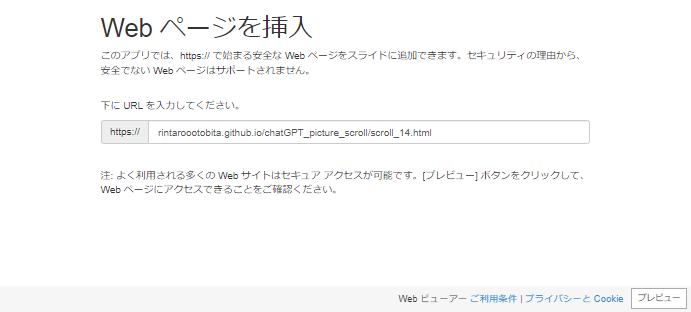 Web ページを挿入
このアプリでは、https:// で始まる安全な Web ページをスライドに追加できます。セキュリティの理由から、
安全でない Web ページはサポートされません。
下に URL を入力してください。
https:// rintaroootobita.github.io/chatGPT_picture_scroll/scroll_14.html
注: よく利用される多くの Web サイトはセキュア アクセスが可能です。[プレビュー] ボタンをクリックして、
Web ページにアクセスできることをご確認ください。
Web ビューアー ご利用条件 | プライバシーと Cookie プレビュー